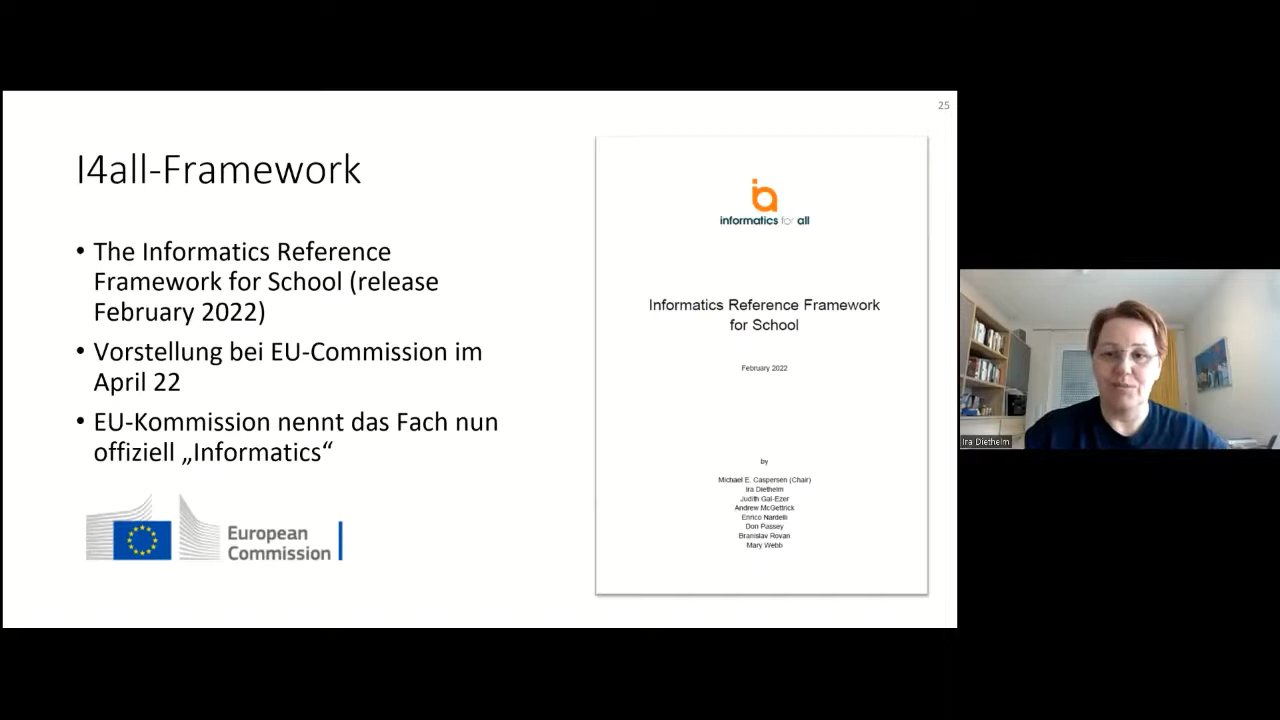 25
I4all-Framework
• The Informatics Reference
Framework for School (release
February 2022)
• Vorstellung bei EU-Commission im
April 22
• EU-Kommission nennt das Fach nun
offiziell „Informatics“
European
Commission
informatics for all
Informatics Reference Framework
for School
February 2022
by
Michael E. Caspersen (Chair)
Ira Diethelm
Judith Gal-Ezer
Andrew McGettrick
Enrico Nardelli
Don Passey
Branislav Rovan
Mary Webb
Ira Diethelm